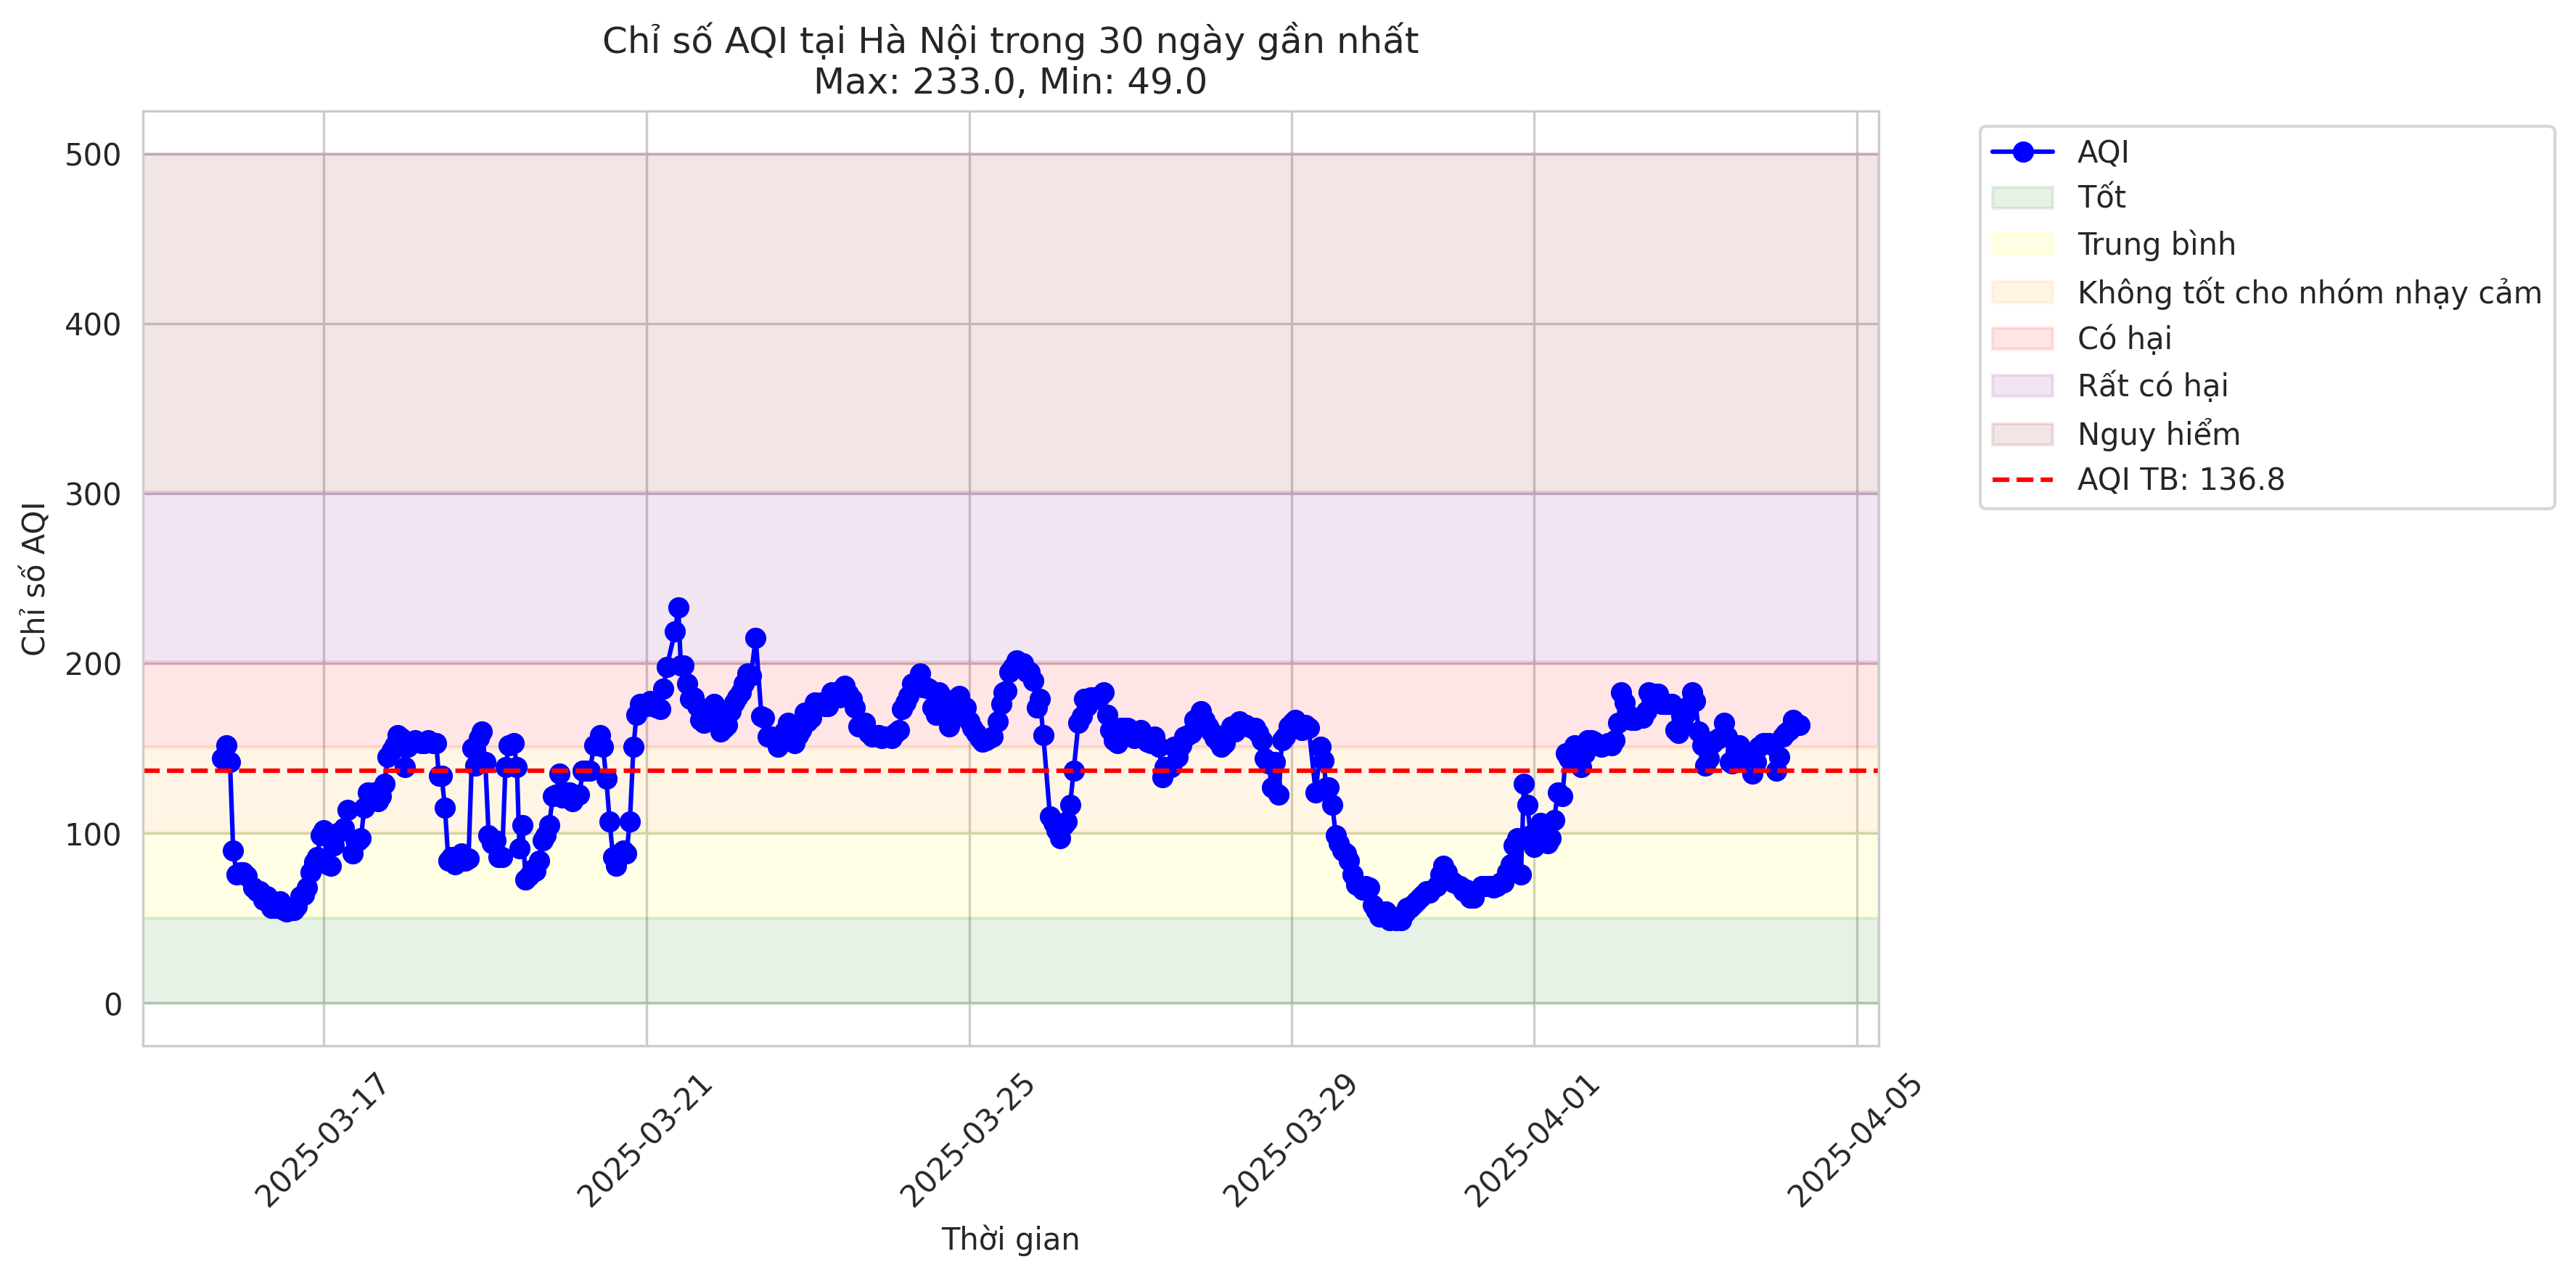 Chỉ số AQI tại Hà Nội trong 30 ngày gần nhất
Max: 233.0, Min: 49.0
Chỉ số AQI
500
400
300
200
100
0
2025-03-17
2025-03-21
2025-03-25
2025-03-29
2025-04-01
2025-04-05
Thời gian
AQI
Tốt
Trung bình
Không tốt cho nhóm nhạy cảm
Có hại
Rất có hại
Nguy hiểm
AQI TB: 136.8